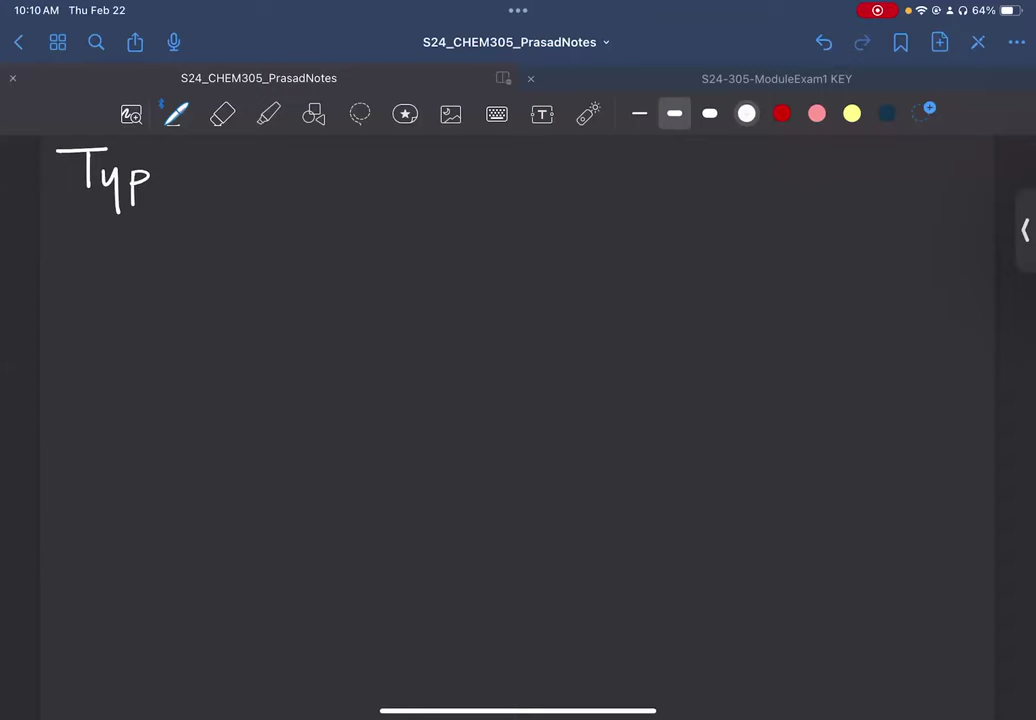 10:10 AM Thu Feb 22
64%
S24_CHEM305_PrasadNotes
S24_CHEM305_PrasadNotes
S24-305-ModuleExam1 KEY
Typ